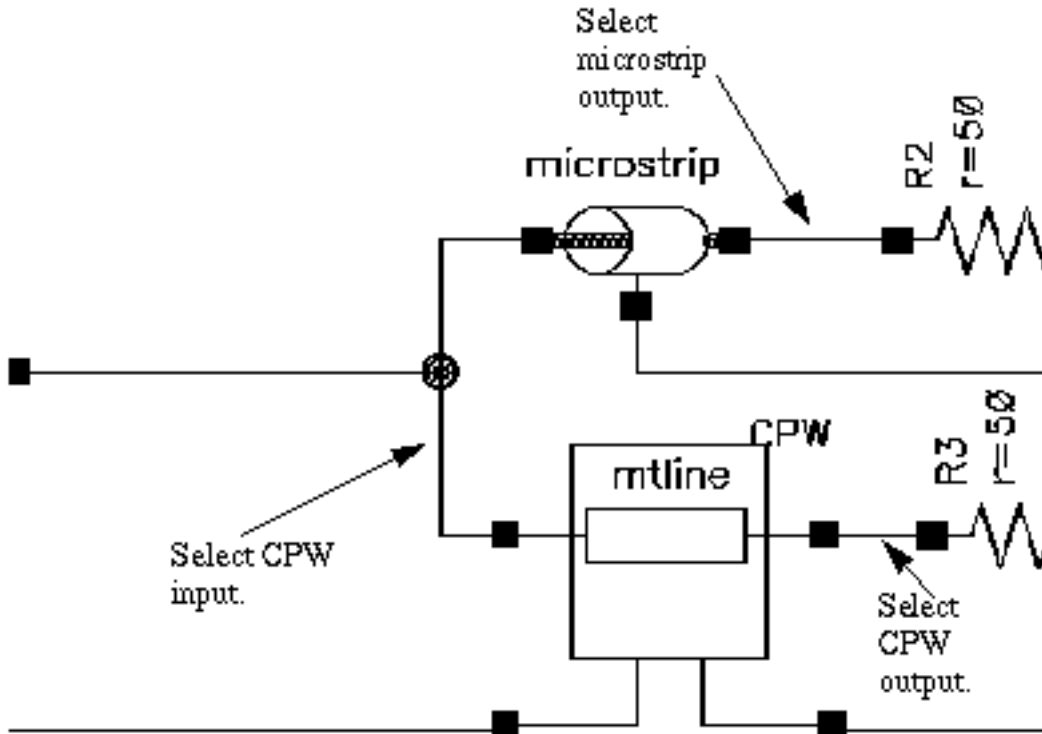 Select
microstrip
output.
microstrip
R2
r=50
CPW
mtline
R3
r=50
Select CPW
input.
Select
CPW
output.